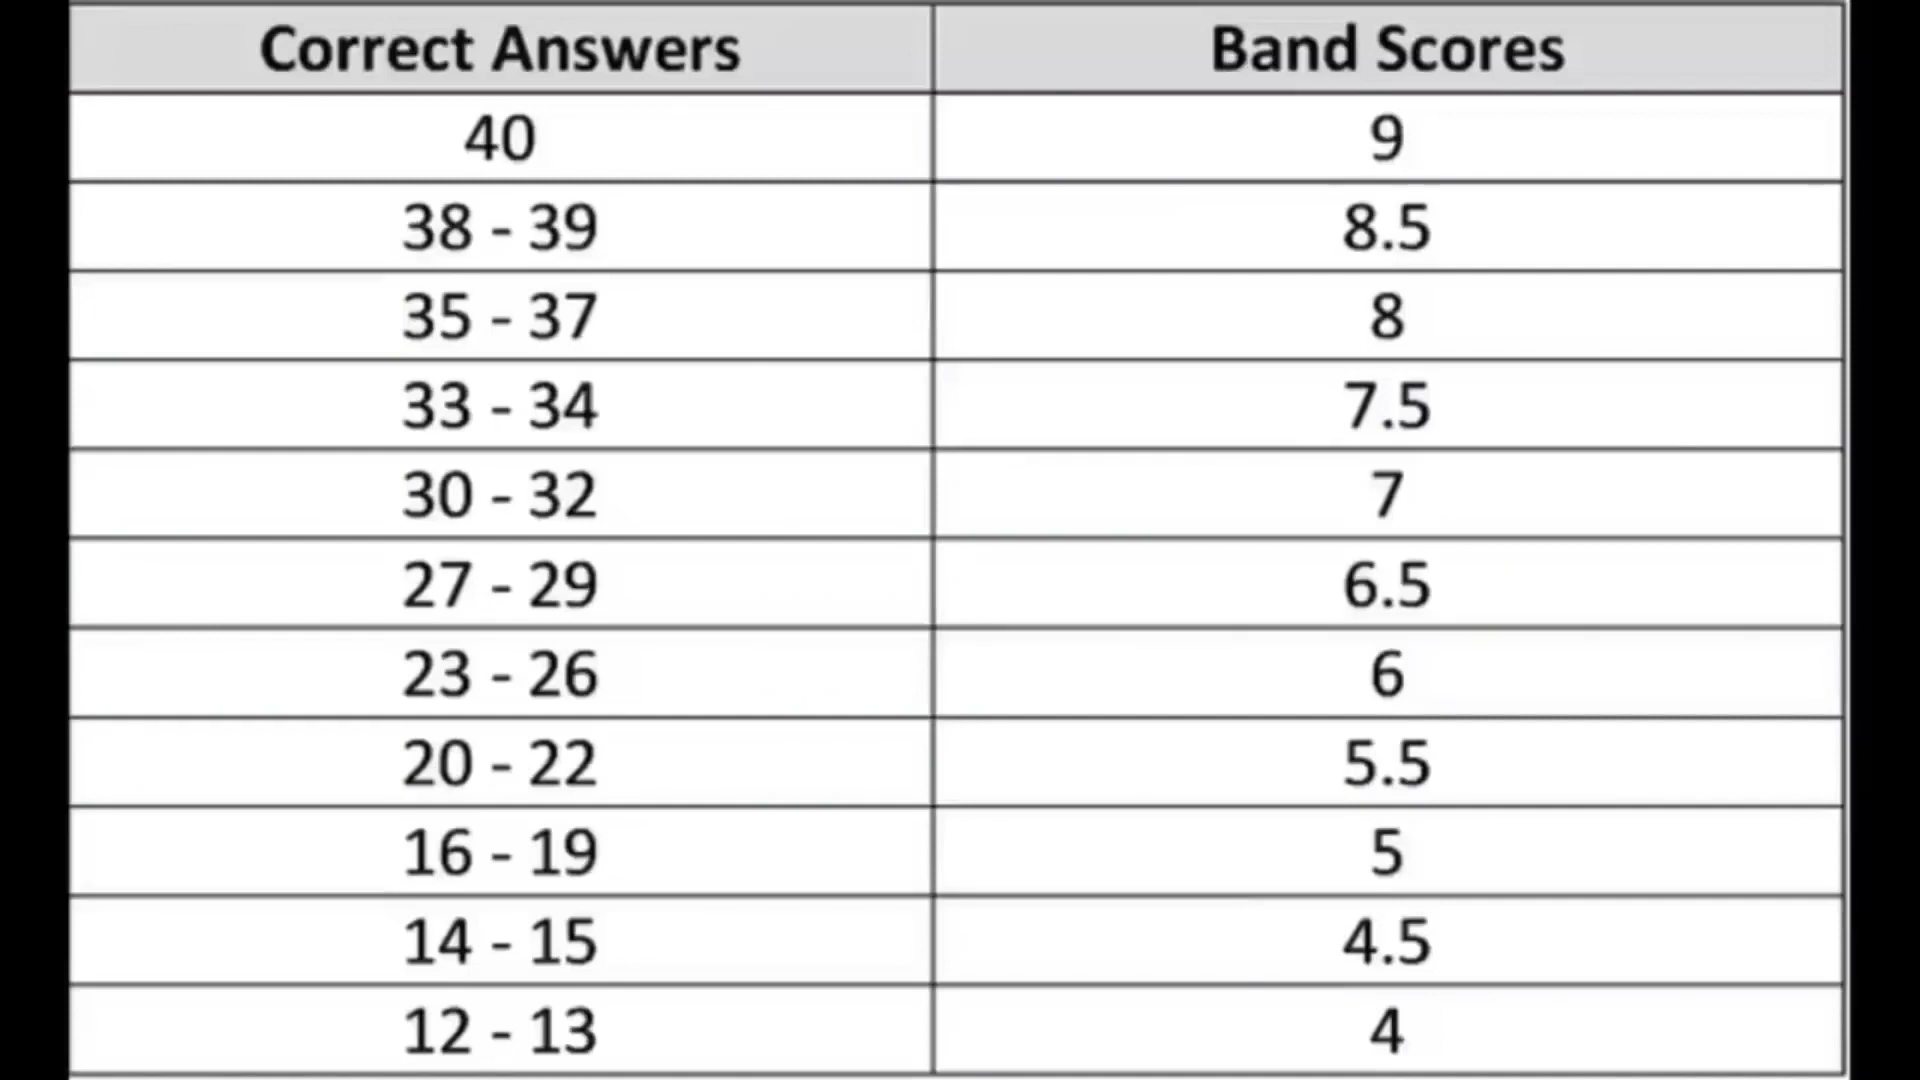 Correct Answers Band Scores
40 9
38 - 39 8.5
35 - 37 8
33 - 34 7.5
30 - 32 7
27 - 29 6.5
23 - 26 6
20 - 22 5.5
16 - 19 5
14 - 15 4.5
12 - 13 4